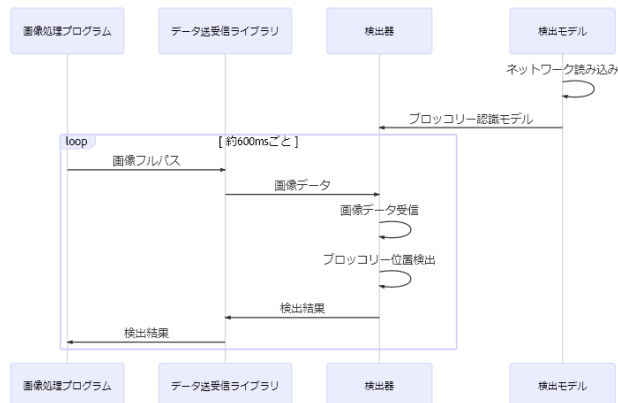 画像処理プログラム
データ送受信ライブラリ
検出器
検出モデル
ネットワーク読み込み
ブロッコリー認識モデル
loop
[ 約600msごと ]
画像フルパス
画像データ
画像データ受信
ブロッコリー位置検出
検出結果
検出結果
画像処理プログラム
データ送受信ライブラリ
検出器
検出モデル